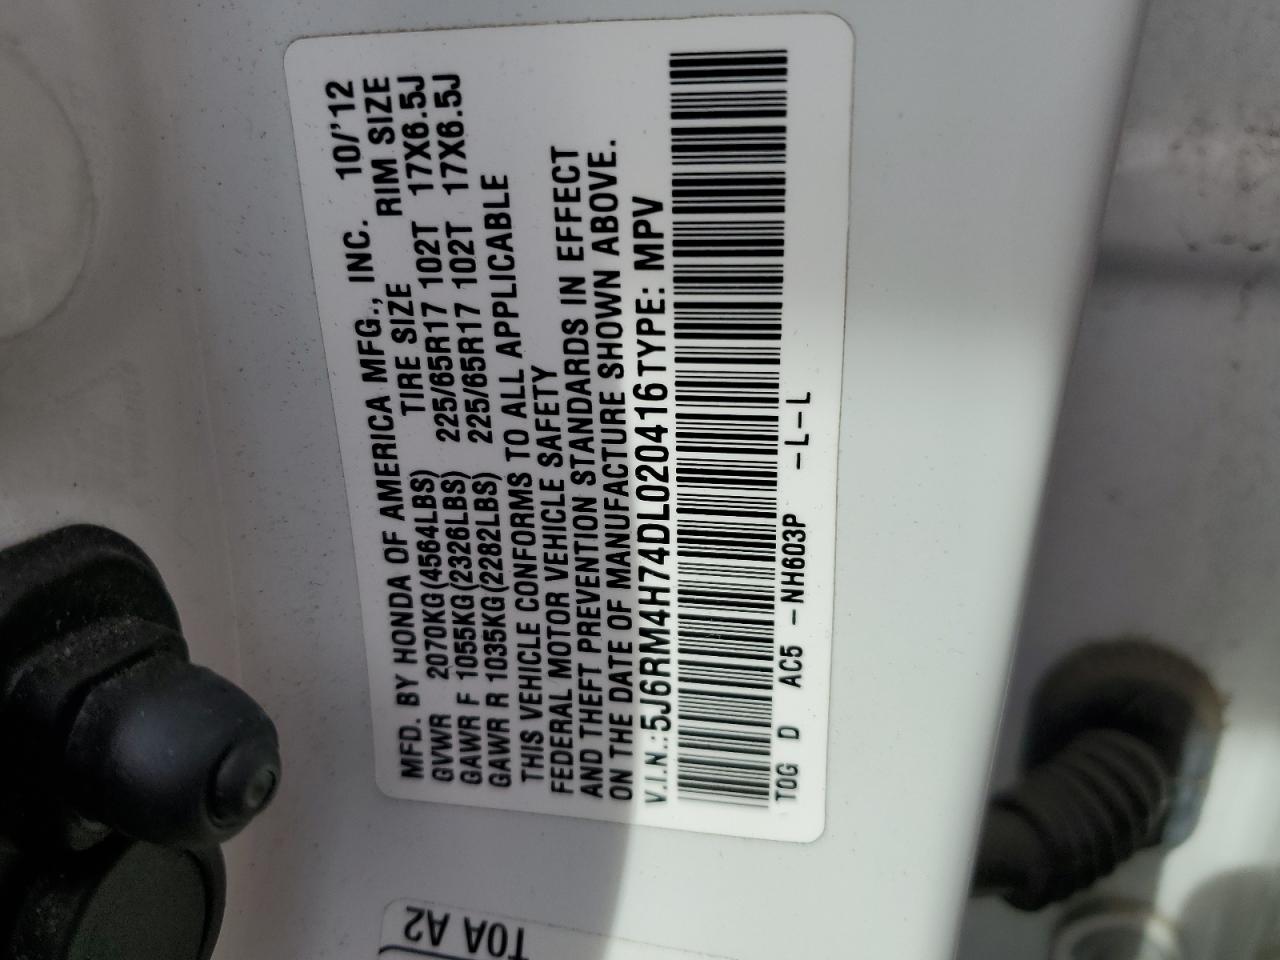 MFD. BY HONDA OF AMERICA MFG., INC. 10/'12
GVWR 2070KG(4564LBS) TIRE SIZE RIM SIZE
GAWR F 1055KG(2326LBS) 225/65R17 102T 17X6.5J
GAWR R 1035KG(2282LBS) 225/65R17 102T 17X6.5J
THIS VEHICLE CONFORMS TO ALL APPLICABLE
FEDERAL MOTOR VEHICLE SAFETY
AND THEFT PREVENTION STANDARDS IN EFFECT
ON THE DATE OF MANUFACTURE SHOWN ABOVE.
V.I.N.:5J6RM4H74DL020416 TYPE: MPV
TOG D AC5 -NH603P -L-L
T0A A2